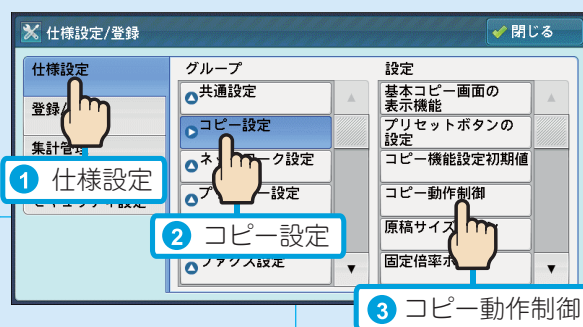 仕様設定/登録
閉じる
仕様設定
登録/
集計管理
① 仕様設定
グループ
共通設定
コピー設定
ネットワーク設定
設定
② コピー設定
ファクス設定
設定
基本コピー画面の
表示機能
プリセットボタンの
設定
コピー機能設定初期値
コピー動作制御
原稿サイズ
固定倍率ボ
③ コピー動作制御